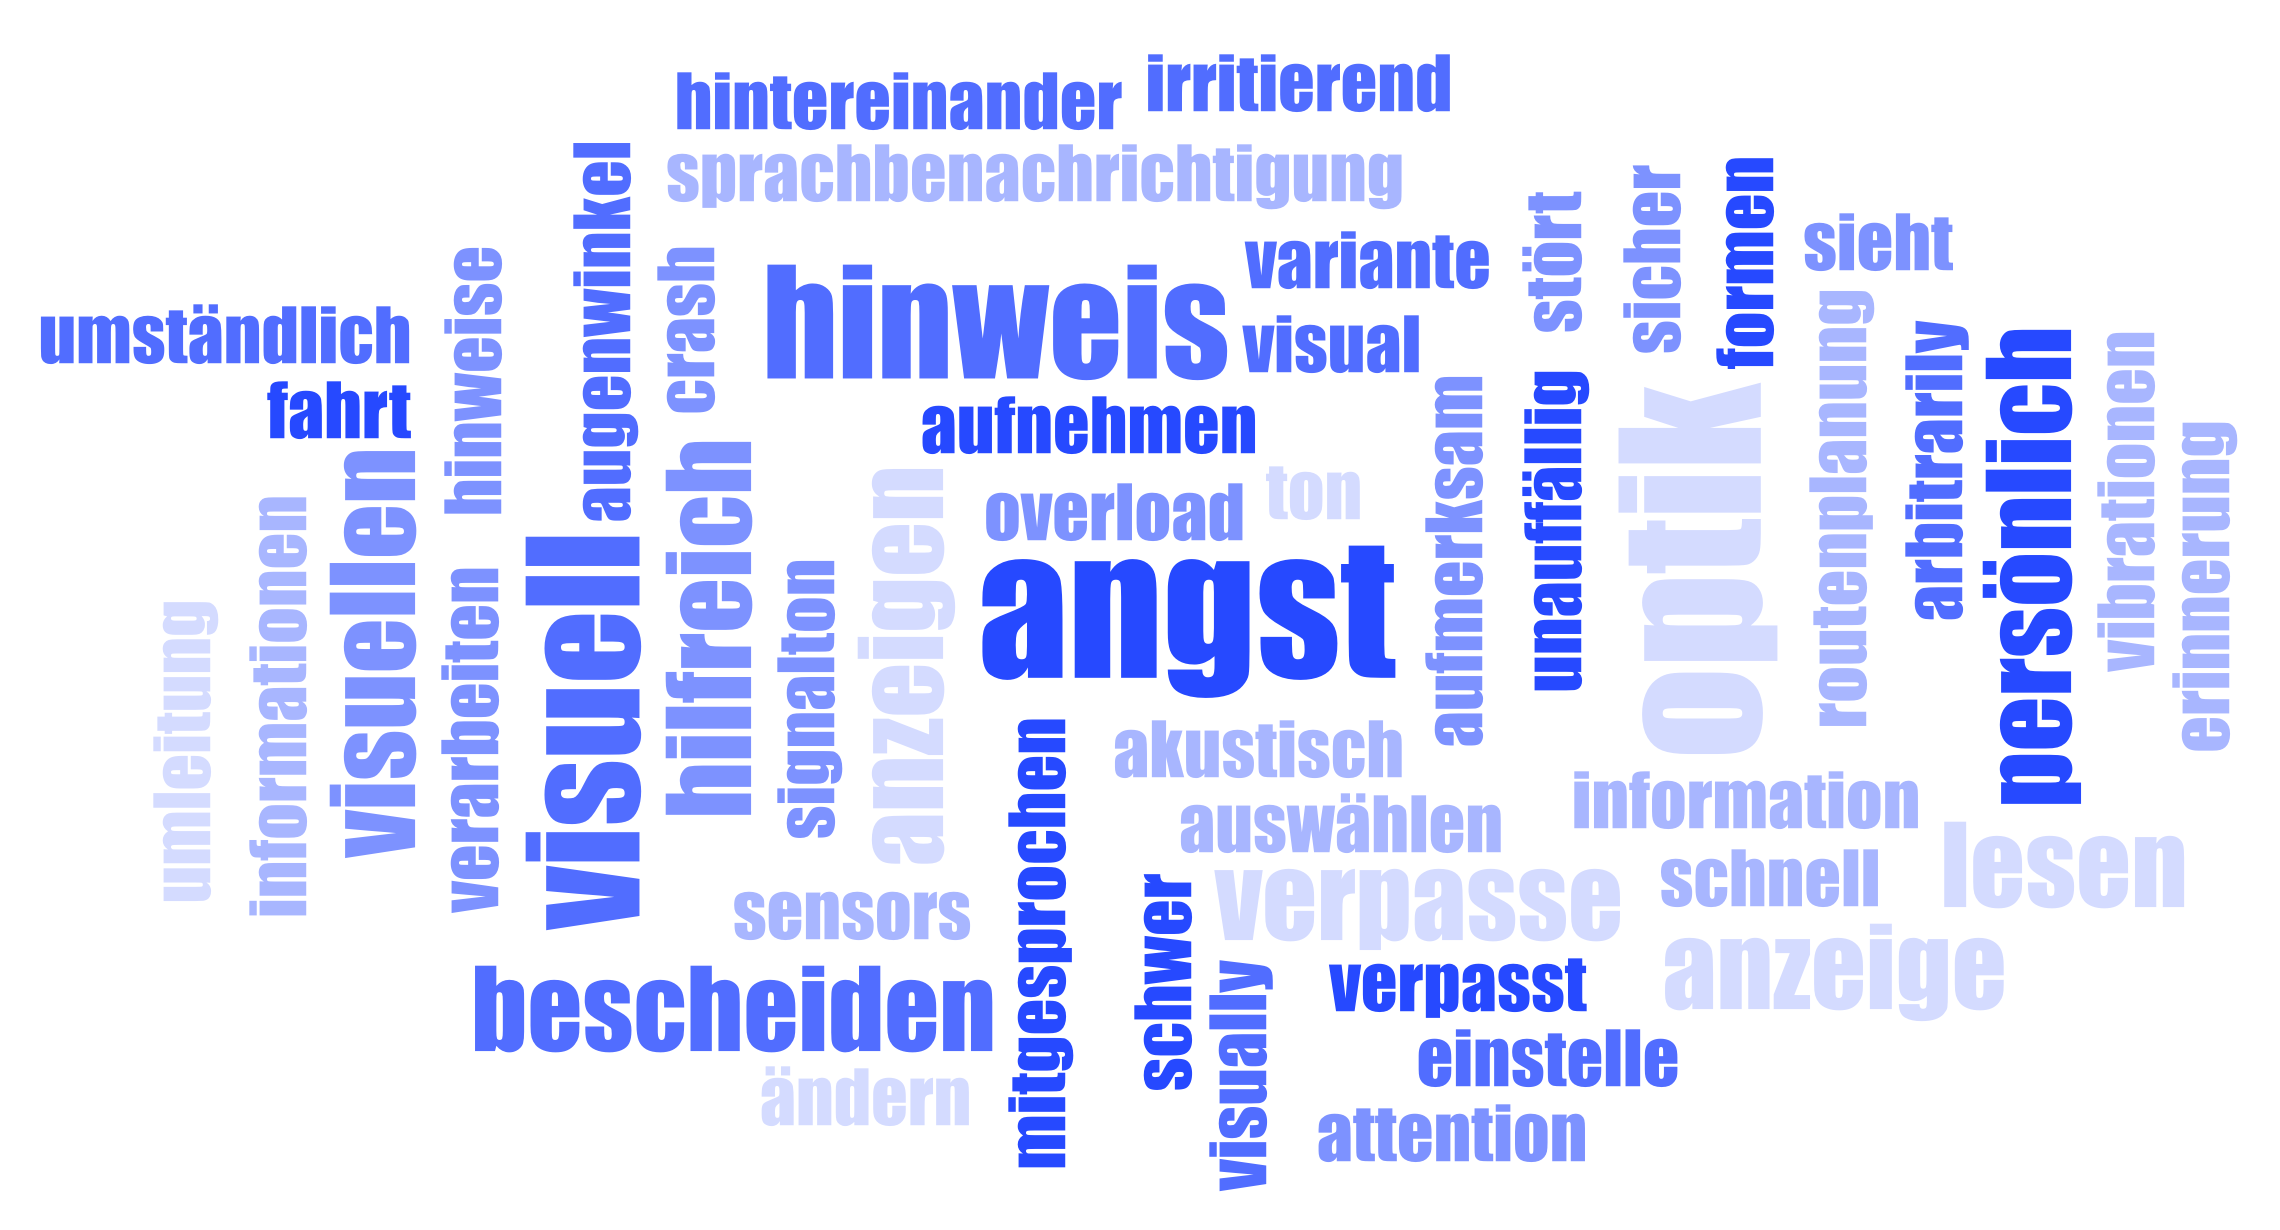 irritierend
hintereinander
sprachbenachrichtigung
augenwinkel
stört
sicher
formen
sieht
variante
hinweis
hinweise
crash
umständlich
visual
fahrt
aufnehmen
visuellen
hilfreich
anzeigen
overload
ton
aufmerksam
unauffällig
optik
routenplanung
arbitrarily
persönlich
vibrationen
erinnerung
informationen
umleitung
verarbeiten
visuell
signalton
angst
mitgesprochen
akustisch
auswählen
information
lesen
schnell
verpasse
schwer
sensors
anzeige
bescheiden
verpasst
visually
einstelle
ändern
attention